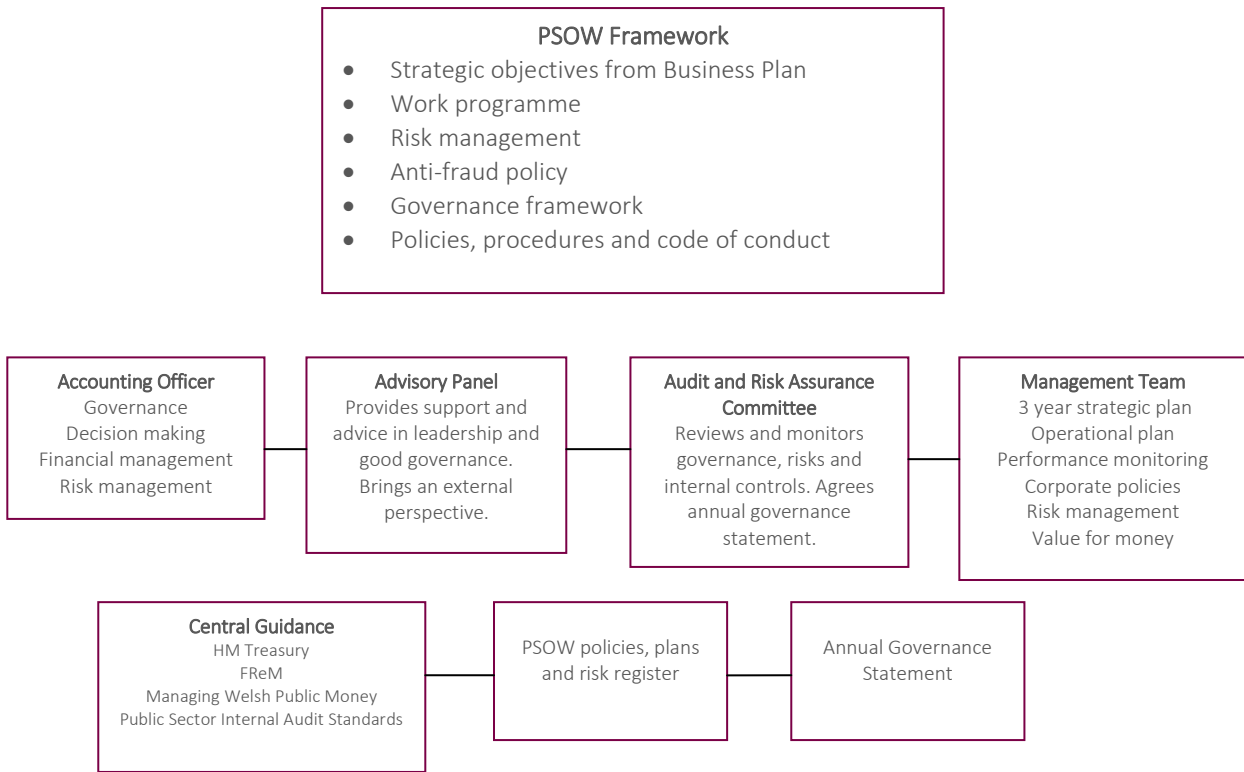 PSOW Framework
• Strategic objectives from Business Plan
• Work programme
• Risk management
• Anti-fraud policy
• Governance framework
• Policies, procedures and code of conduct
Accounting Officer
Governance
Decision making
Financial management
Risk management
Advisory Panel
Provides support and
advice in leadership and
good governance.
Brings an external
perspective.
Audit and Risk Assurance
Committee
Reviews and monitors
governance, risks and
internal controls. Agrees
annual governance
statement.
Management Team
3 year strategic plan
Operational plan
Performance monitoring
Corporate policies
Risk management
Value for money
Central Guidance
HM Treasury
FReM
Managing Welsh Public Money
Public Sector Internal Audit Standards
PSOW policies, plans
and risk register
Annual Governance
Statement